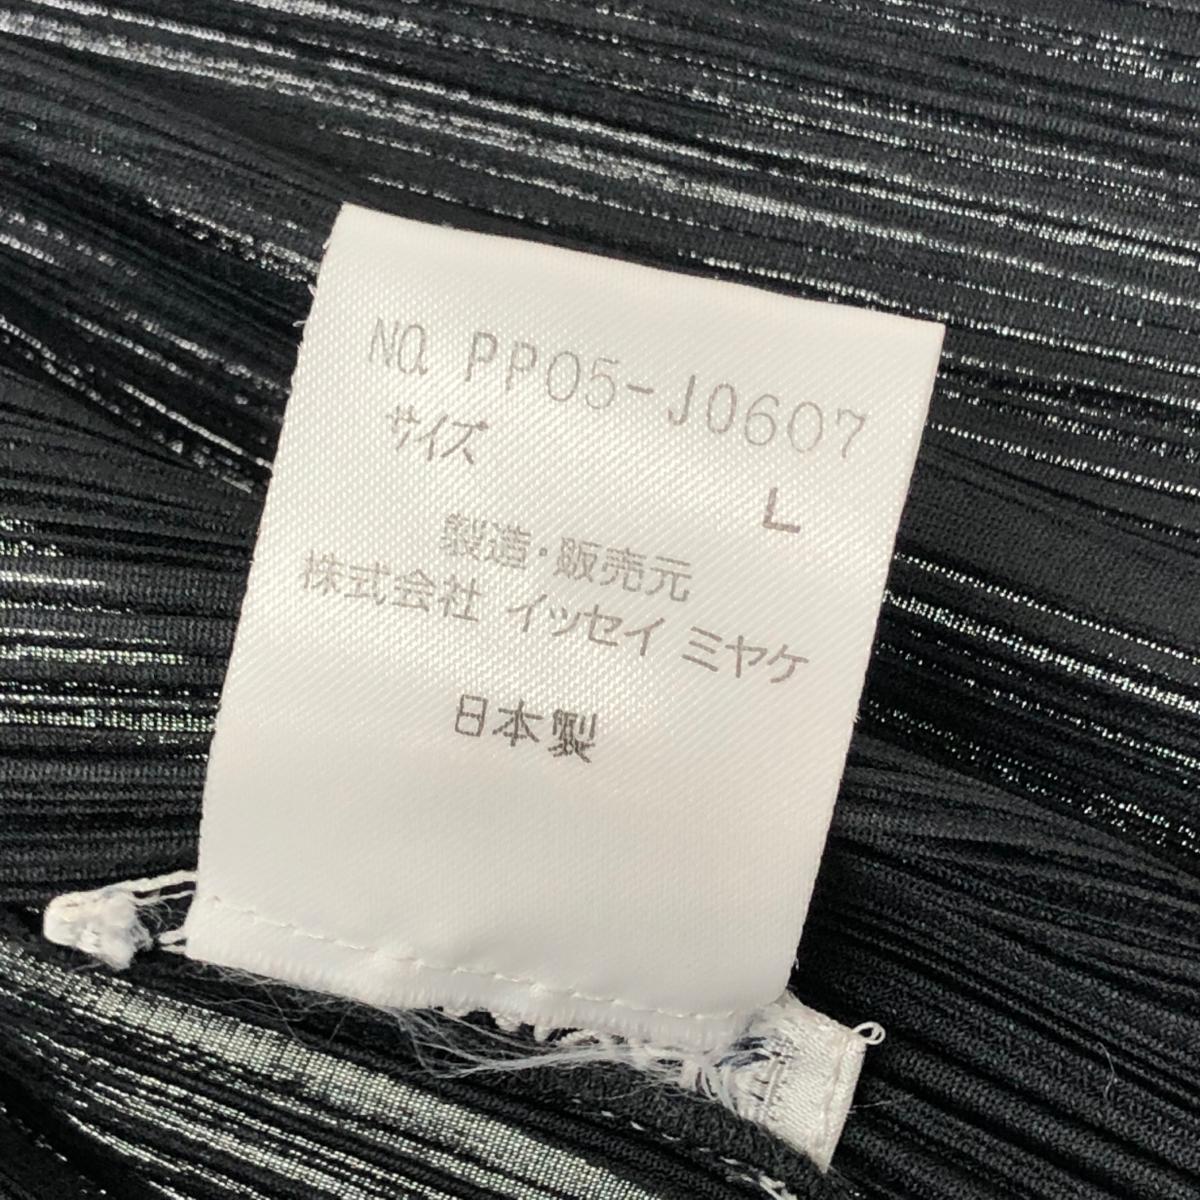 NO. PP05-J0607
サイズ
L
製造・販売元
株式会社 イッセイ ミヤケ
日本製